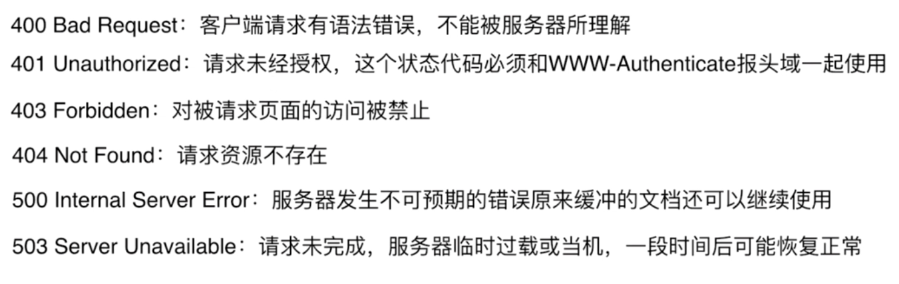 400 Bad Request：客户端请求有语法错误，不能被服务器所理解
401 Unauthorized：请求未经授权，这个状态代码必须和WWW-Authenticate报头域一起使用
403 Forbidden：对被请求页面的访问被禁止
404 Not Found：请求资源不存在
500 Internal Server Error：服务器发生不可预期的错误原来缓冲的文档还可以继续使用
503 Server Unavailable：请求未完成，服务器临时过载或当机，一段时间后可能恢复正常